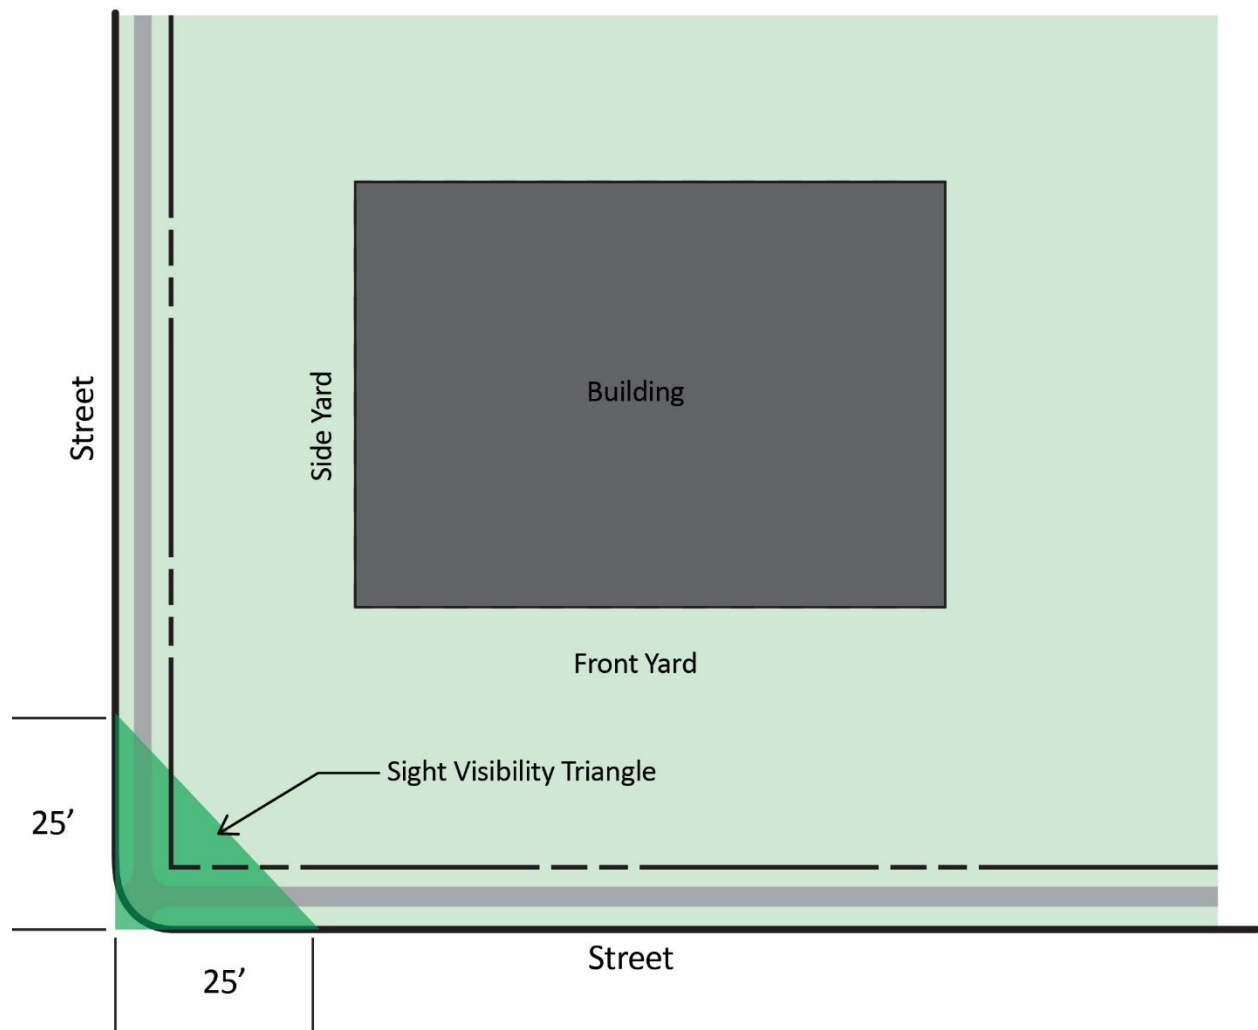 Building
Street
Side Yard
Front Yard
Sight Visibility Triangle
25’
Street
25’